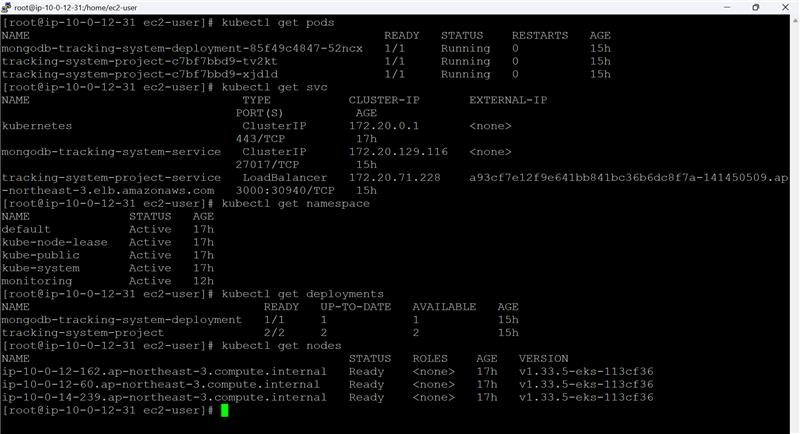 root@ip-10-0-12-31:/home/ec2-user
[root@ip-10-0-12-31 ec2-user]# kubectl get pods
NAME READY STATUS RESTARTS AGE
mongodb-tracking-system-deployment-85f49c4847-52ncx 1/1 Running 0 15h
tracking-system-project-c7bf7bbd9-tv2kt 1/1 Running 0 15h
tracking-system-project-c7bf7bbd9-xjdld 1/1 Running 0 15h
[root@ip-10-0-12-31 ec2-user]# kubectl get svc
NAME TYPE CLUSTER-IP EXTERNAL-IP
PORT(S) AGE
kubernetes ClusterIP 172.20.0.1 <none>
443/TCP 17h
mongodb-tracking-system-service ClusterIP 172.20.129.116 <none>
27017/TCP 15h
tracking-system-project-service LoadBalancer 172.20.71.228 a93cf7e12f9e641bb841bc36b6dc8f7a-141450509.ap
-northeast-3.elb.amazonaws.com 3000:30940/TCP 15h
[root@ip-10-0-12-31 ec2-user]# kubectl get namespace
NAME STATUS AGE
default Active 17h
kube-node-lease Active 17h
kube-public Active 17h
kube-system Active 17h
monitoring Active 12h
[root@ip-10-0-12-31 ec2-user]# kubectl get deployments
NAME READY UP-TO-DATE AVAILABLE AGE
mongodb-tracking-system-deployment 1/1 1 1 15h
tracking-system-project 2/2 2 2 15h
[root@ip-10-0-12-31 ec2-user]# kubectl get nodes
NAME STATUS ROLES AGE VERSION
ip-10-0-12-162.ap-northeast-3.compute.internal Ready <none> 17h v1.33.5-eks-113cf36
ip-10-0-12-60.ap-northeast-3.compute.internal Ready <none> 17h v1.33.5-eks-113cf36
ip-10-0-14-239.ap-northeast-3.compute.internal Ready <none> 17h v1.33.5-eks-113cf36
[root@ip-10-0-12-31 ec2-user]#